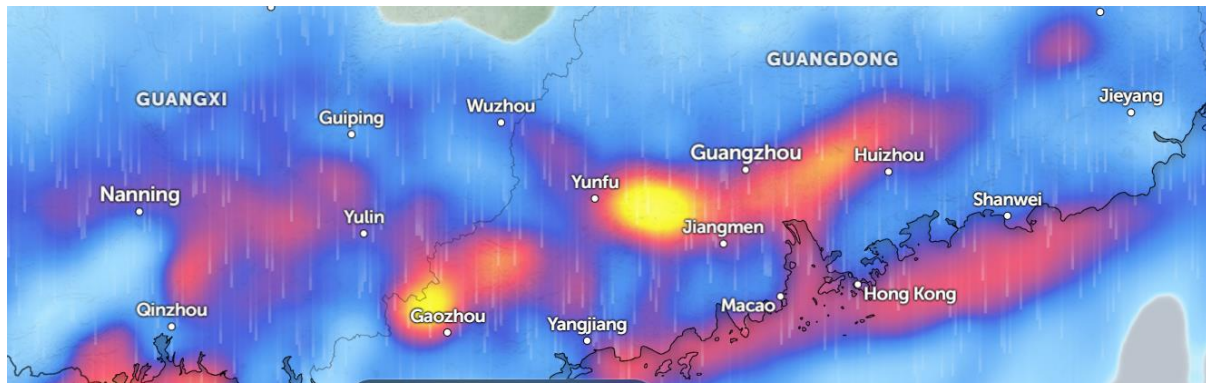 GUANGDONG
GUANGXI
Jieyang
Wuzhou
Guiping
Guangzhou
Huizhou
Yunfu
Nanning
Shanwei
Yulin
Jiangmen
Hong Kong
Macao
Qinzhou
Gaozhou
Yangjiang